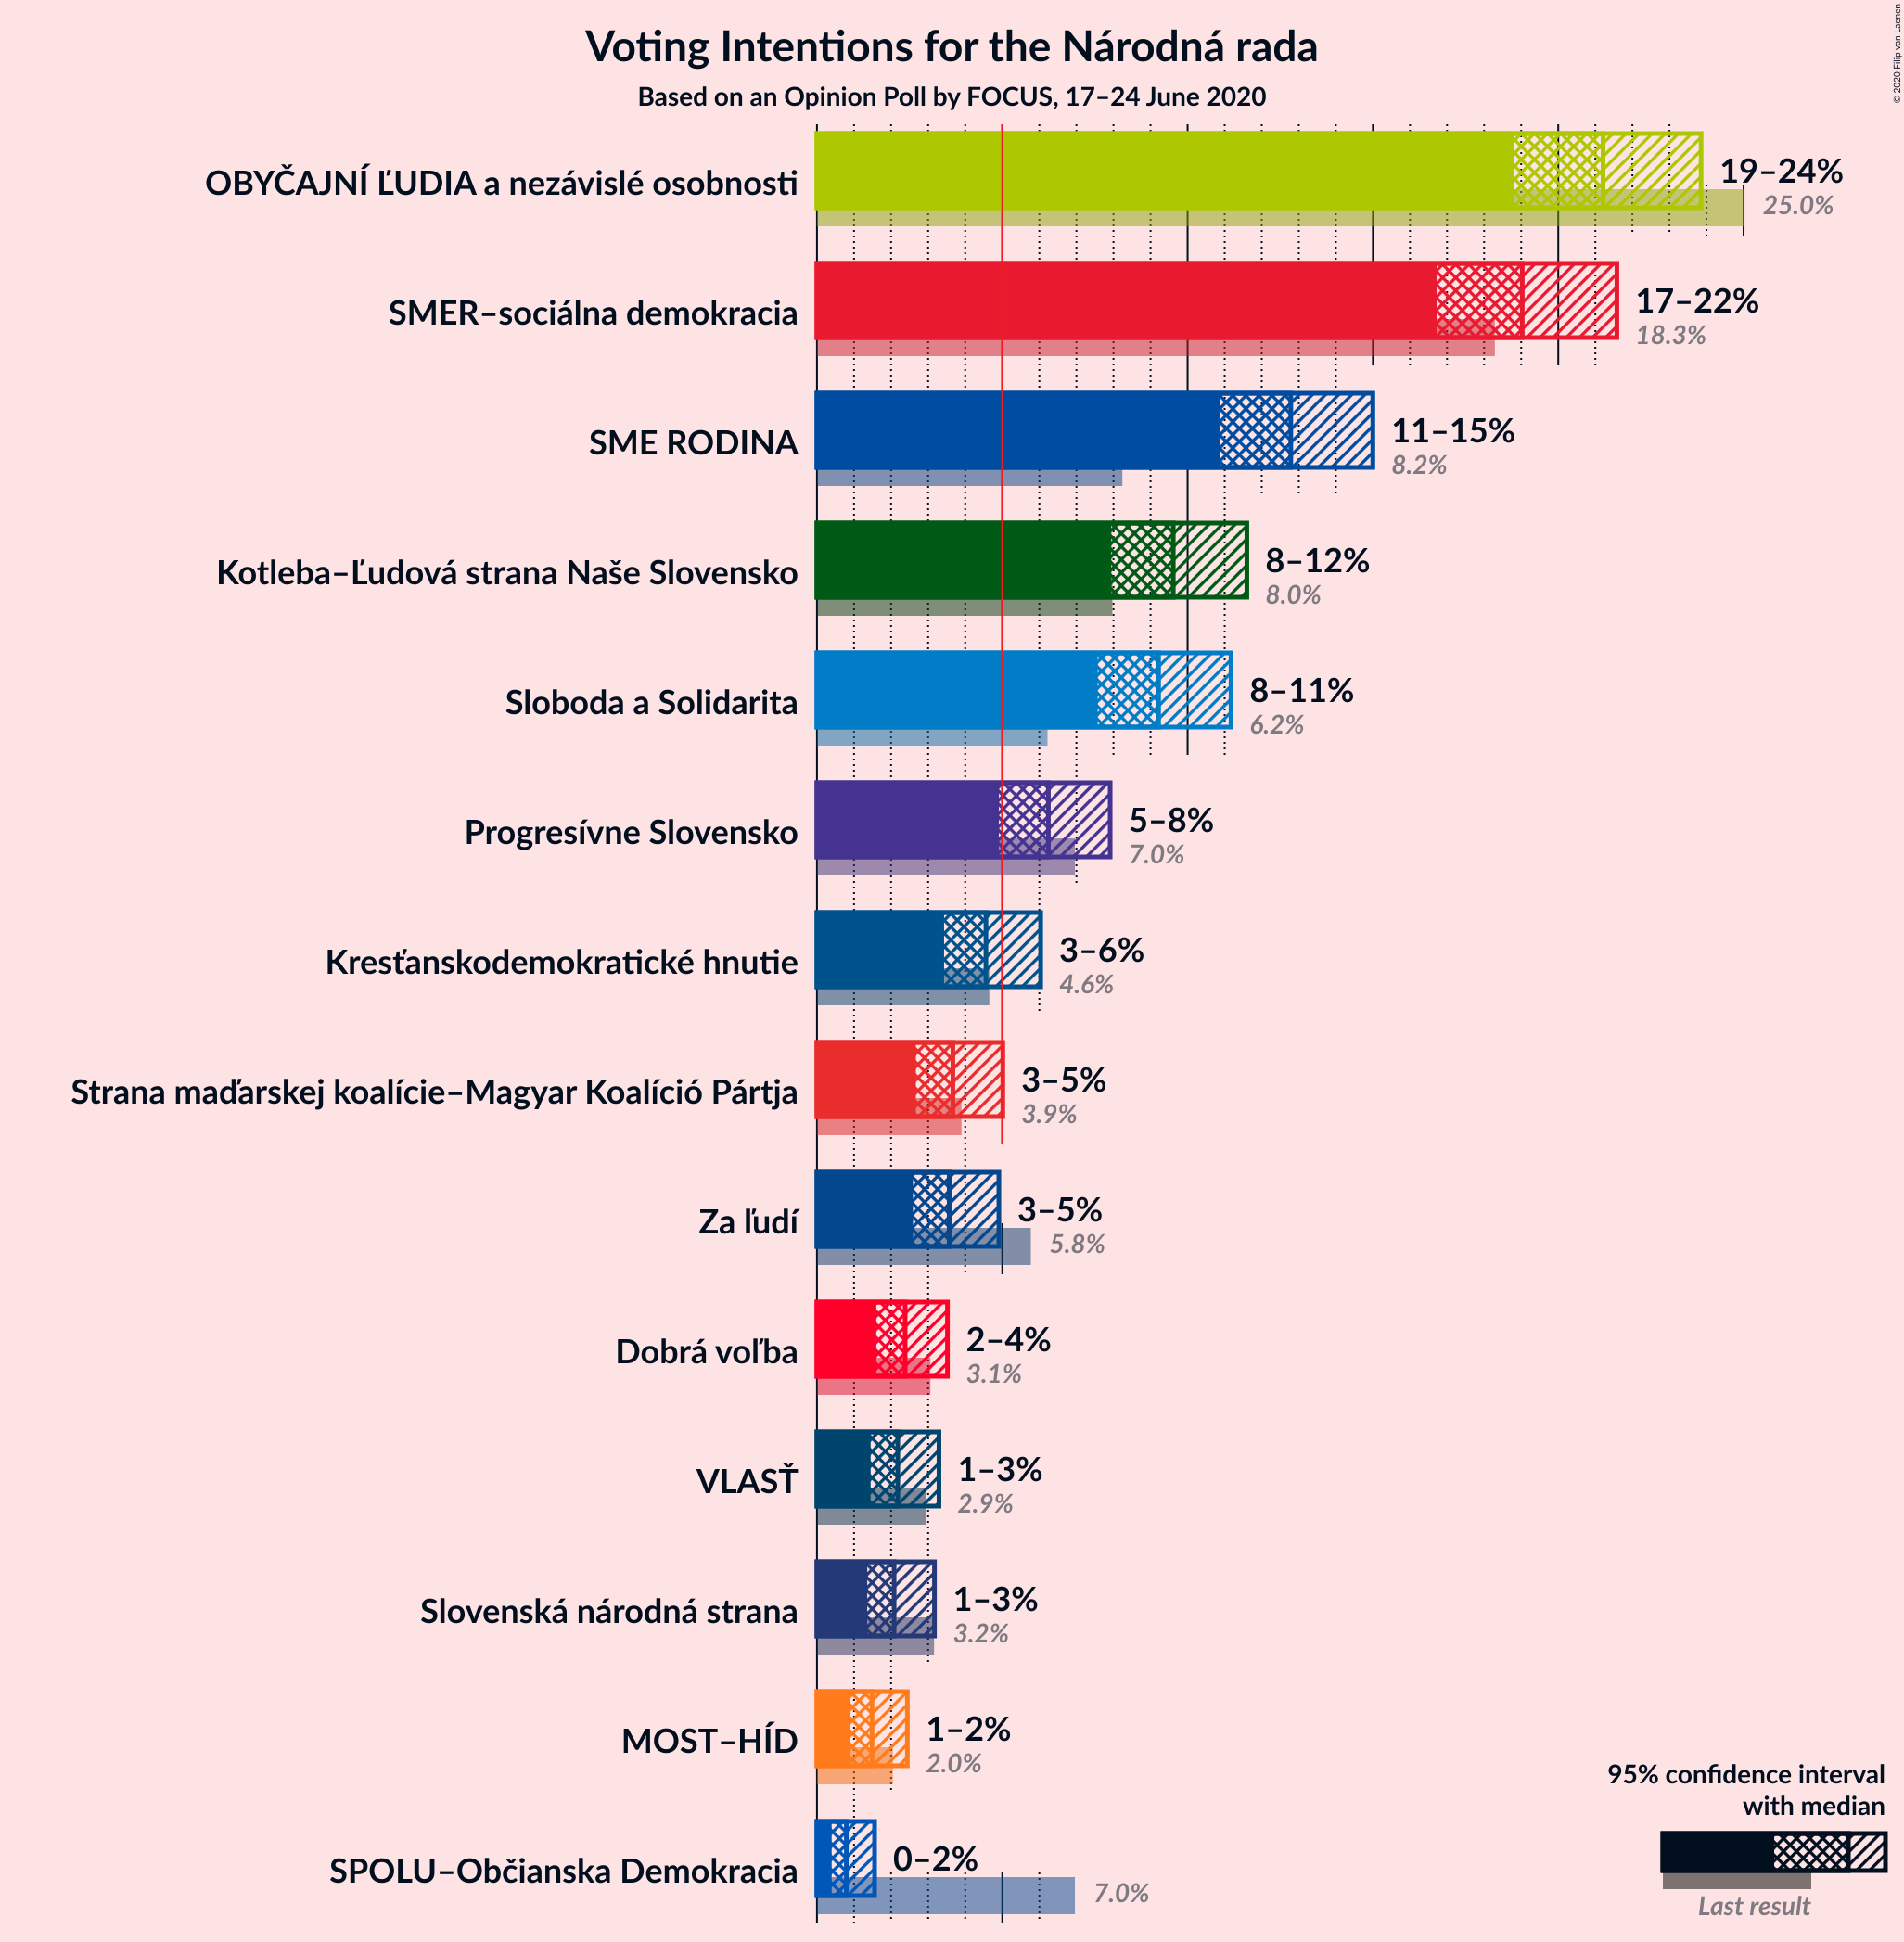 Voting Intentions for the Národná rada
Based on an Opinion Poll by FOCUS, 17–24 June 2020
© 2020 Filip van Laenen
OBYČAJNÍ ĽUDIA a nezávislé osobnosti
19–24%
25.0%
SMER–sociálna demokracia
17–22%
18.3%
SME RODINA
11–15%
8.2%
Kotleba–Ľudová strana Naše Slovensko
8–12%
8.0%
Sloboda a Solidarita
8–11%
6.2%
Progresívne Slovensko
5–8%
7.0%
Kresťanskodemokratické hnutie
3–6%
4.6%
Strana maďarskej koalície–Magyar Koalíció Pártja
3–5%
3.9%
Za ľudí
3–5%
5.8%
Dobrá voľba
2–4%
3.1%
VLASŤ
1–3%
2.9%
Slovenská národná strana
1–3%
3.2%
MOST–HÍD
1–2%
2.0%
SPOLU–Občianska Demokracia
0–2%
7.0%
95% confidence interval
with median
Last result